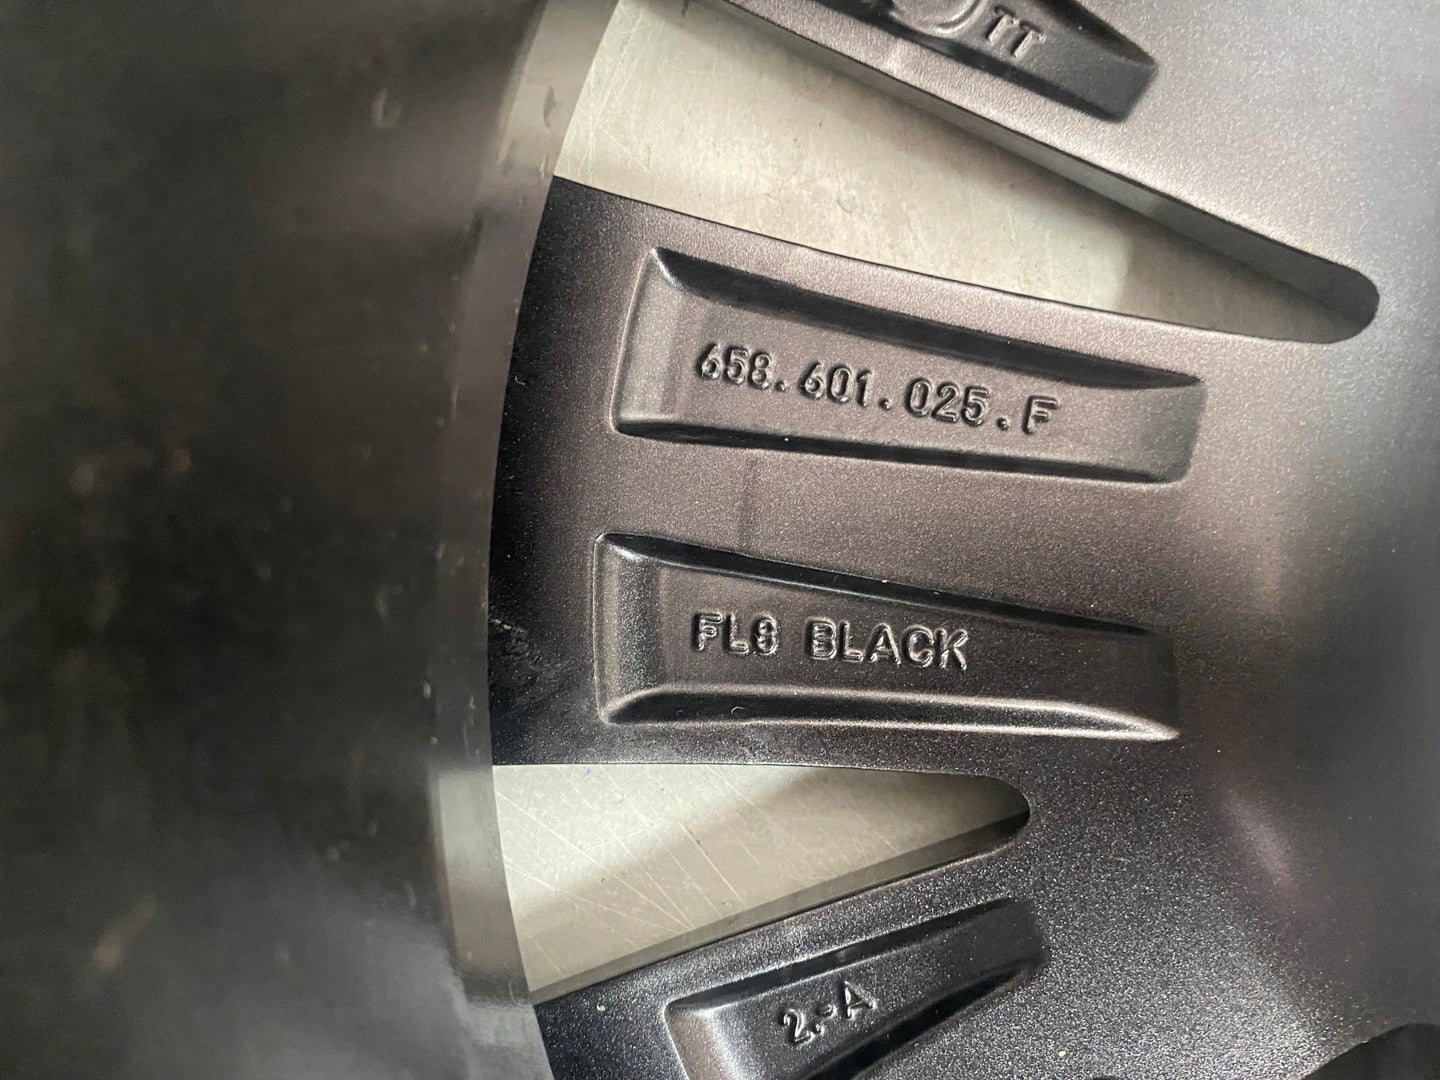 TT
658.601.025.F
FL8 BLACK
2.-A